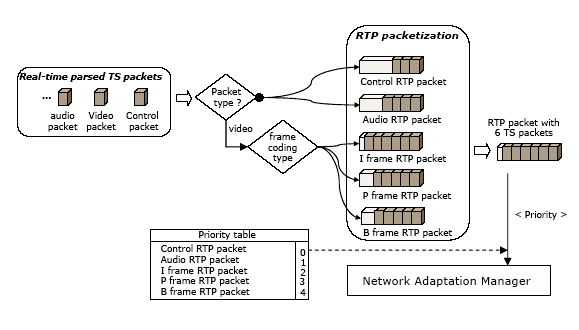 RTP packetization
Real-time parsed TS packets
...
audio packet
Video packet
Control packet
Packet type ?
video
frame coding type
Control RTP packet
Audio RTP packet
I frame RTP packet
P frame RTP packet
B frame RTP packet
RTP packet with
6 TS packets
< Priority >
Priority table
Control RTP packet 0
Audio RTP packet 1
I frame RTP packet 2
P frame RTP packet 3
B frame RTP packet 4
Network Adaptation Manager